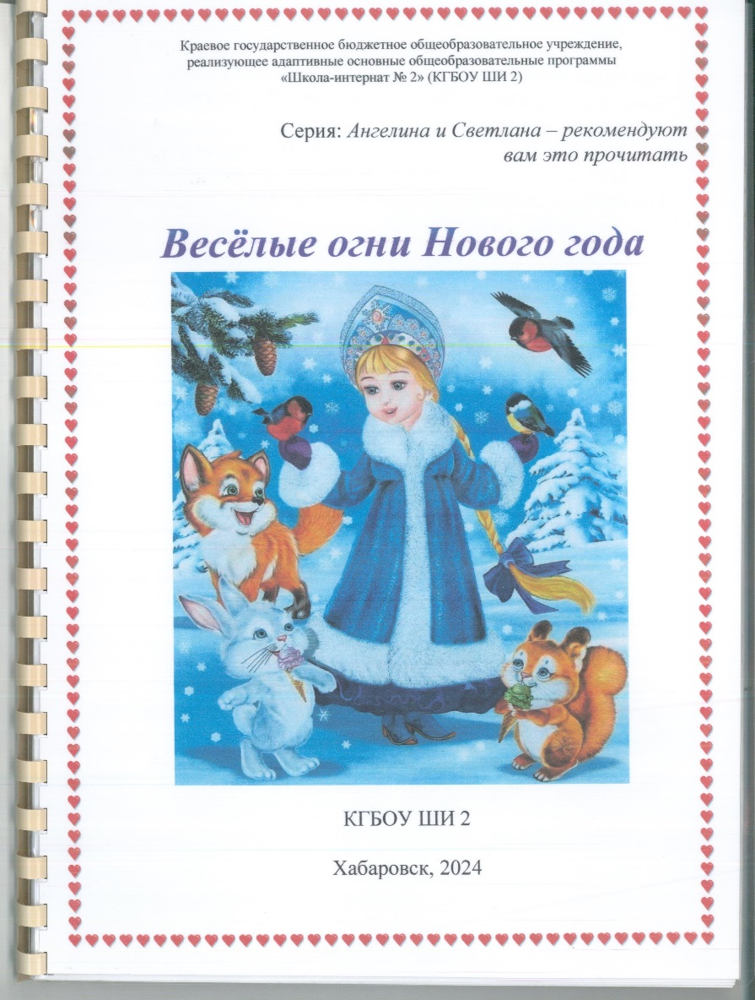 Краевое государственное бюджетное общеобразовательное учреждение,
реализующее адаптивные основные общеобразовательные программы
«Школа-интернат № 2» (КГБОУ ШИ 2)
Серия: Ангелина и Светлана – рекомендуют
вам это прочитать
Весёлые огни Нового года
КГБОУ ШИ 2
Хабаровск, 2024